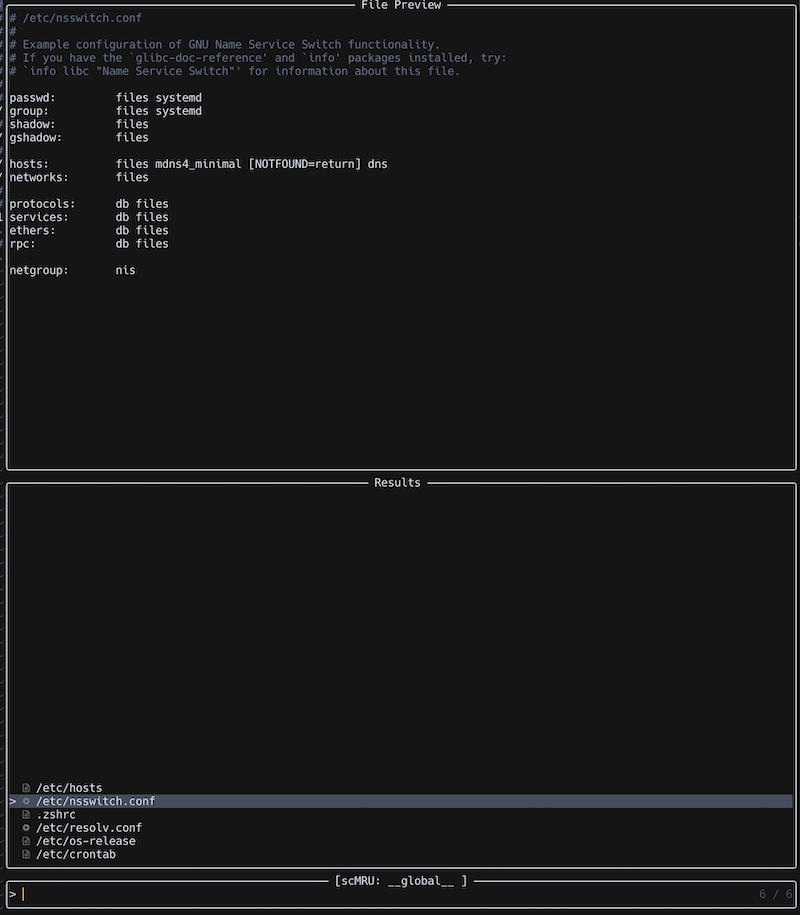 File Preview
# /etc/nsswitch.conf
#
# Example configuration of GNU Name Service Switch functionality.
# If you have the `glibc-doc-reference' and `info' packages installed, try:
# `info libc "Name Service Switch"' for information about this file.
passwd:         files systemd
group:          files systemd
shadow:         files
gshadow:        files
hosts:          files mdns4_minimal [NOTFOUND=return] dns
networks:       files
protocols:      db files
services:       db files
ethers:         db files
rpc:            db files
netgroup:       nis
Results
/etc/hosts
> /etc/nsswitch.conf
.zshrc
/etc/resolv.conf
/etc/os-release
/etc/crontab
[scMRU: __global__ ]
> 6 / 6